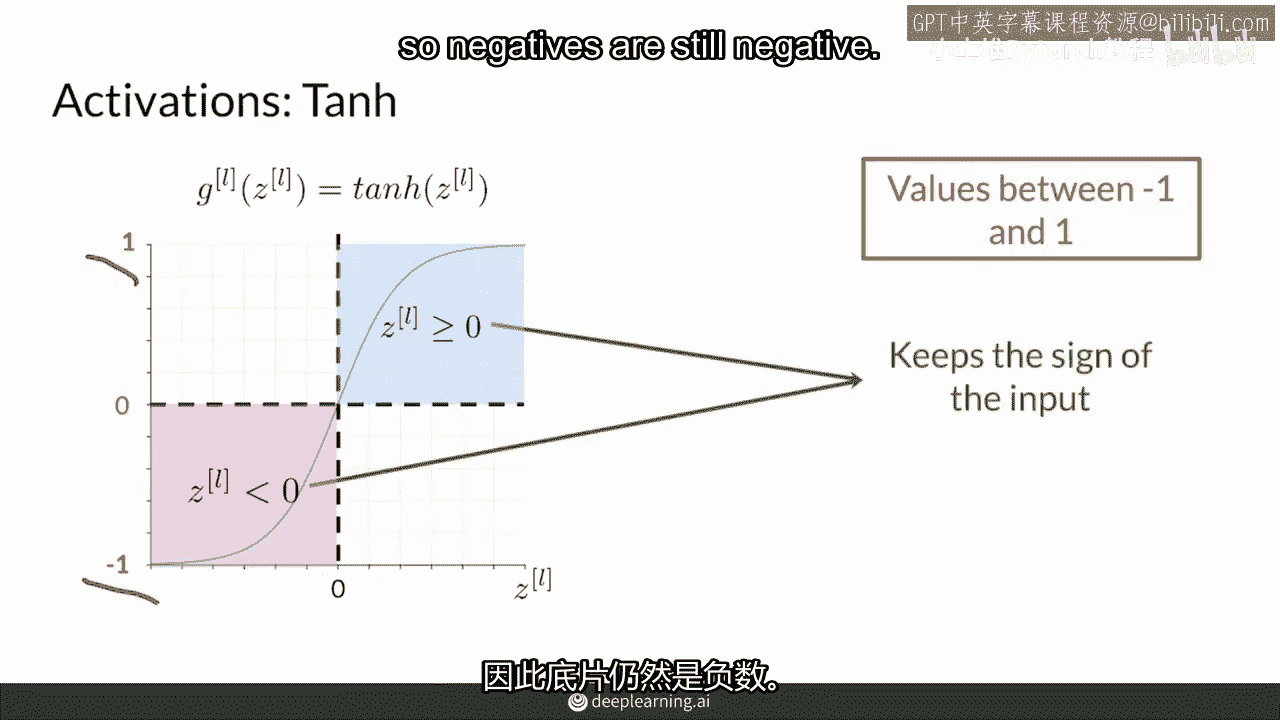 GPT中英字幕课程资源@bilibili.com
so negatives are still negative.
Activations: Tanh
g^{[l]}(z^{[l]}) = tanh(z^{[l]})
Values between -1
and 1
1
z^{[l]} ≥ 0
Keeps the sign of
the input
0
z^{[l]} < 0
-1
0
z^{[l]}
因此底片仍然是负数。
deeplearning.ai